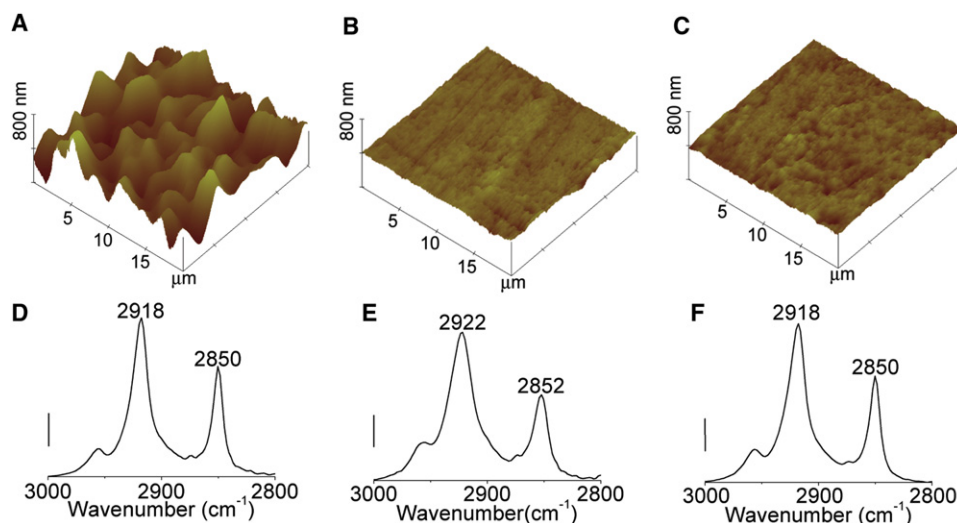 A
800 nm
5
10
15
µm
B
800 nm
5
10
15
µm
C
800 nm
5
10
15
µm
D
2918
2850
3000 2900 2800
Wavenumber (cm-1)
E
2922
2852
3000 2900 2800
Wavenumber(cm-1)
F
2918
2850
3000 2900 2800
Wavenumber (cm-1)